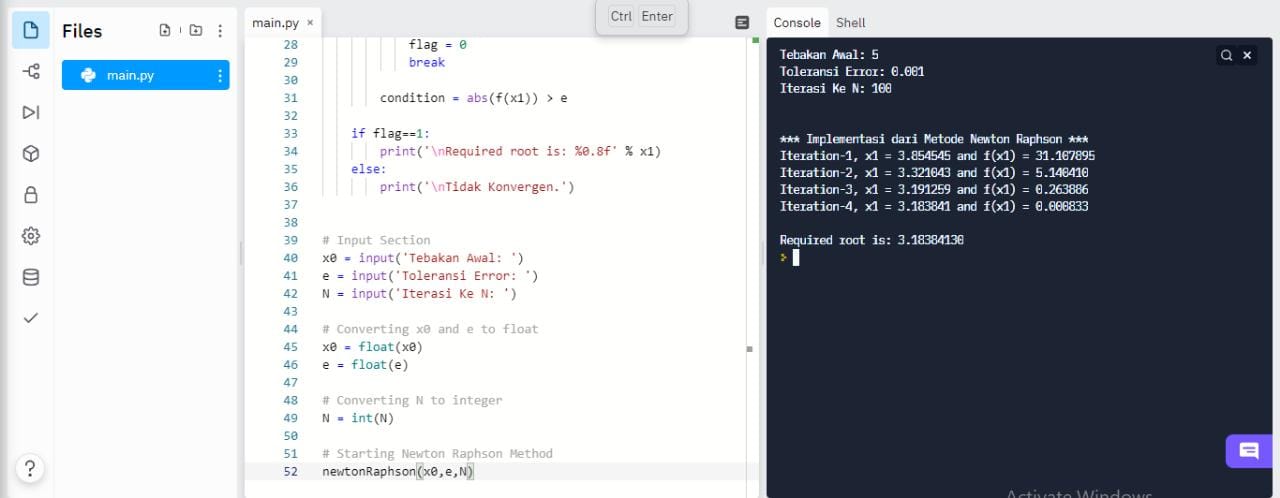 Files
main.py
main.py ×
Ctrl Enter
28 flag = 0
29 break
30
31 condition = abs(f(x1)) > e
32
33 if flag==1:
34 print('\nRequired root is: %0.8f' % x1)
35 else:
36 print('\nTidak Konvergen.')
37
38
39 # Input Section
40 x0 = input('Tebakan Awal: ')
41 e = input('Toleransi Error: ')
42 N = input('Iterasi Ke N: ')
43
44 # Converting x0 and e to float
45 x0 = float(x0)
46 e = float(e)
47
48 # Converting N to integer
49 N = int(N)
50
51 # Starting Newton Raphson Method
52 newtonRaphson(x0,e,N)
Console Shell
Tebakan Awal: 5
Toleransi Error: 0.001
Iterasi Ke N: 100
*** Implementasi dari Metode Newton Raphson ***
Iteration-1, x1 = 3.854545 and f(x1) = 31.107895
Iteration-2, x1 = 3.321043 and f(x1) = 5.140410
Iteration-3, x1 = 3.191259 and f(x1) = 0.263886
Iteration-4, x1 = 3.183841 and f(x1) = 0.000833
Required root is: 3.18384130
>
?
Activate Windows